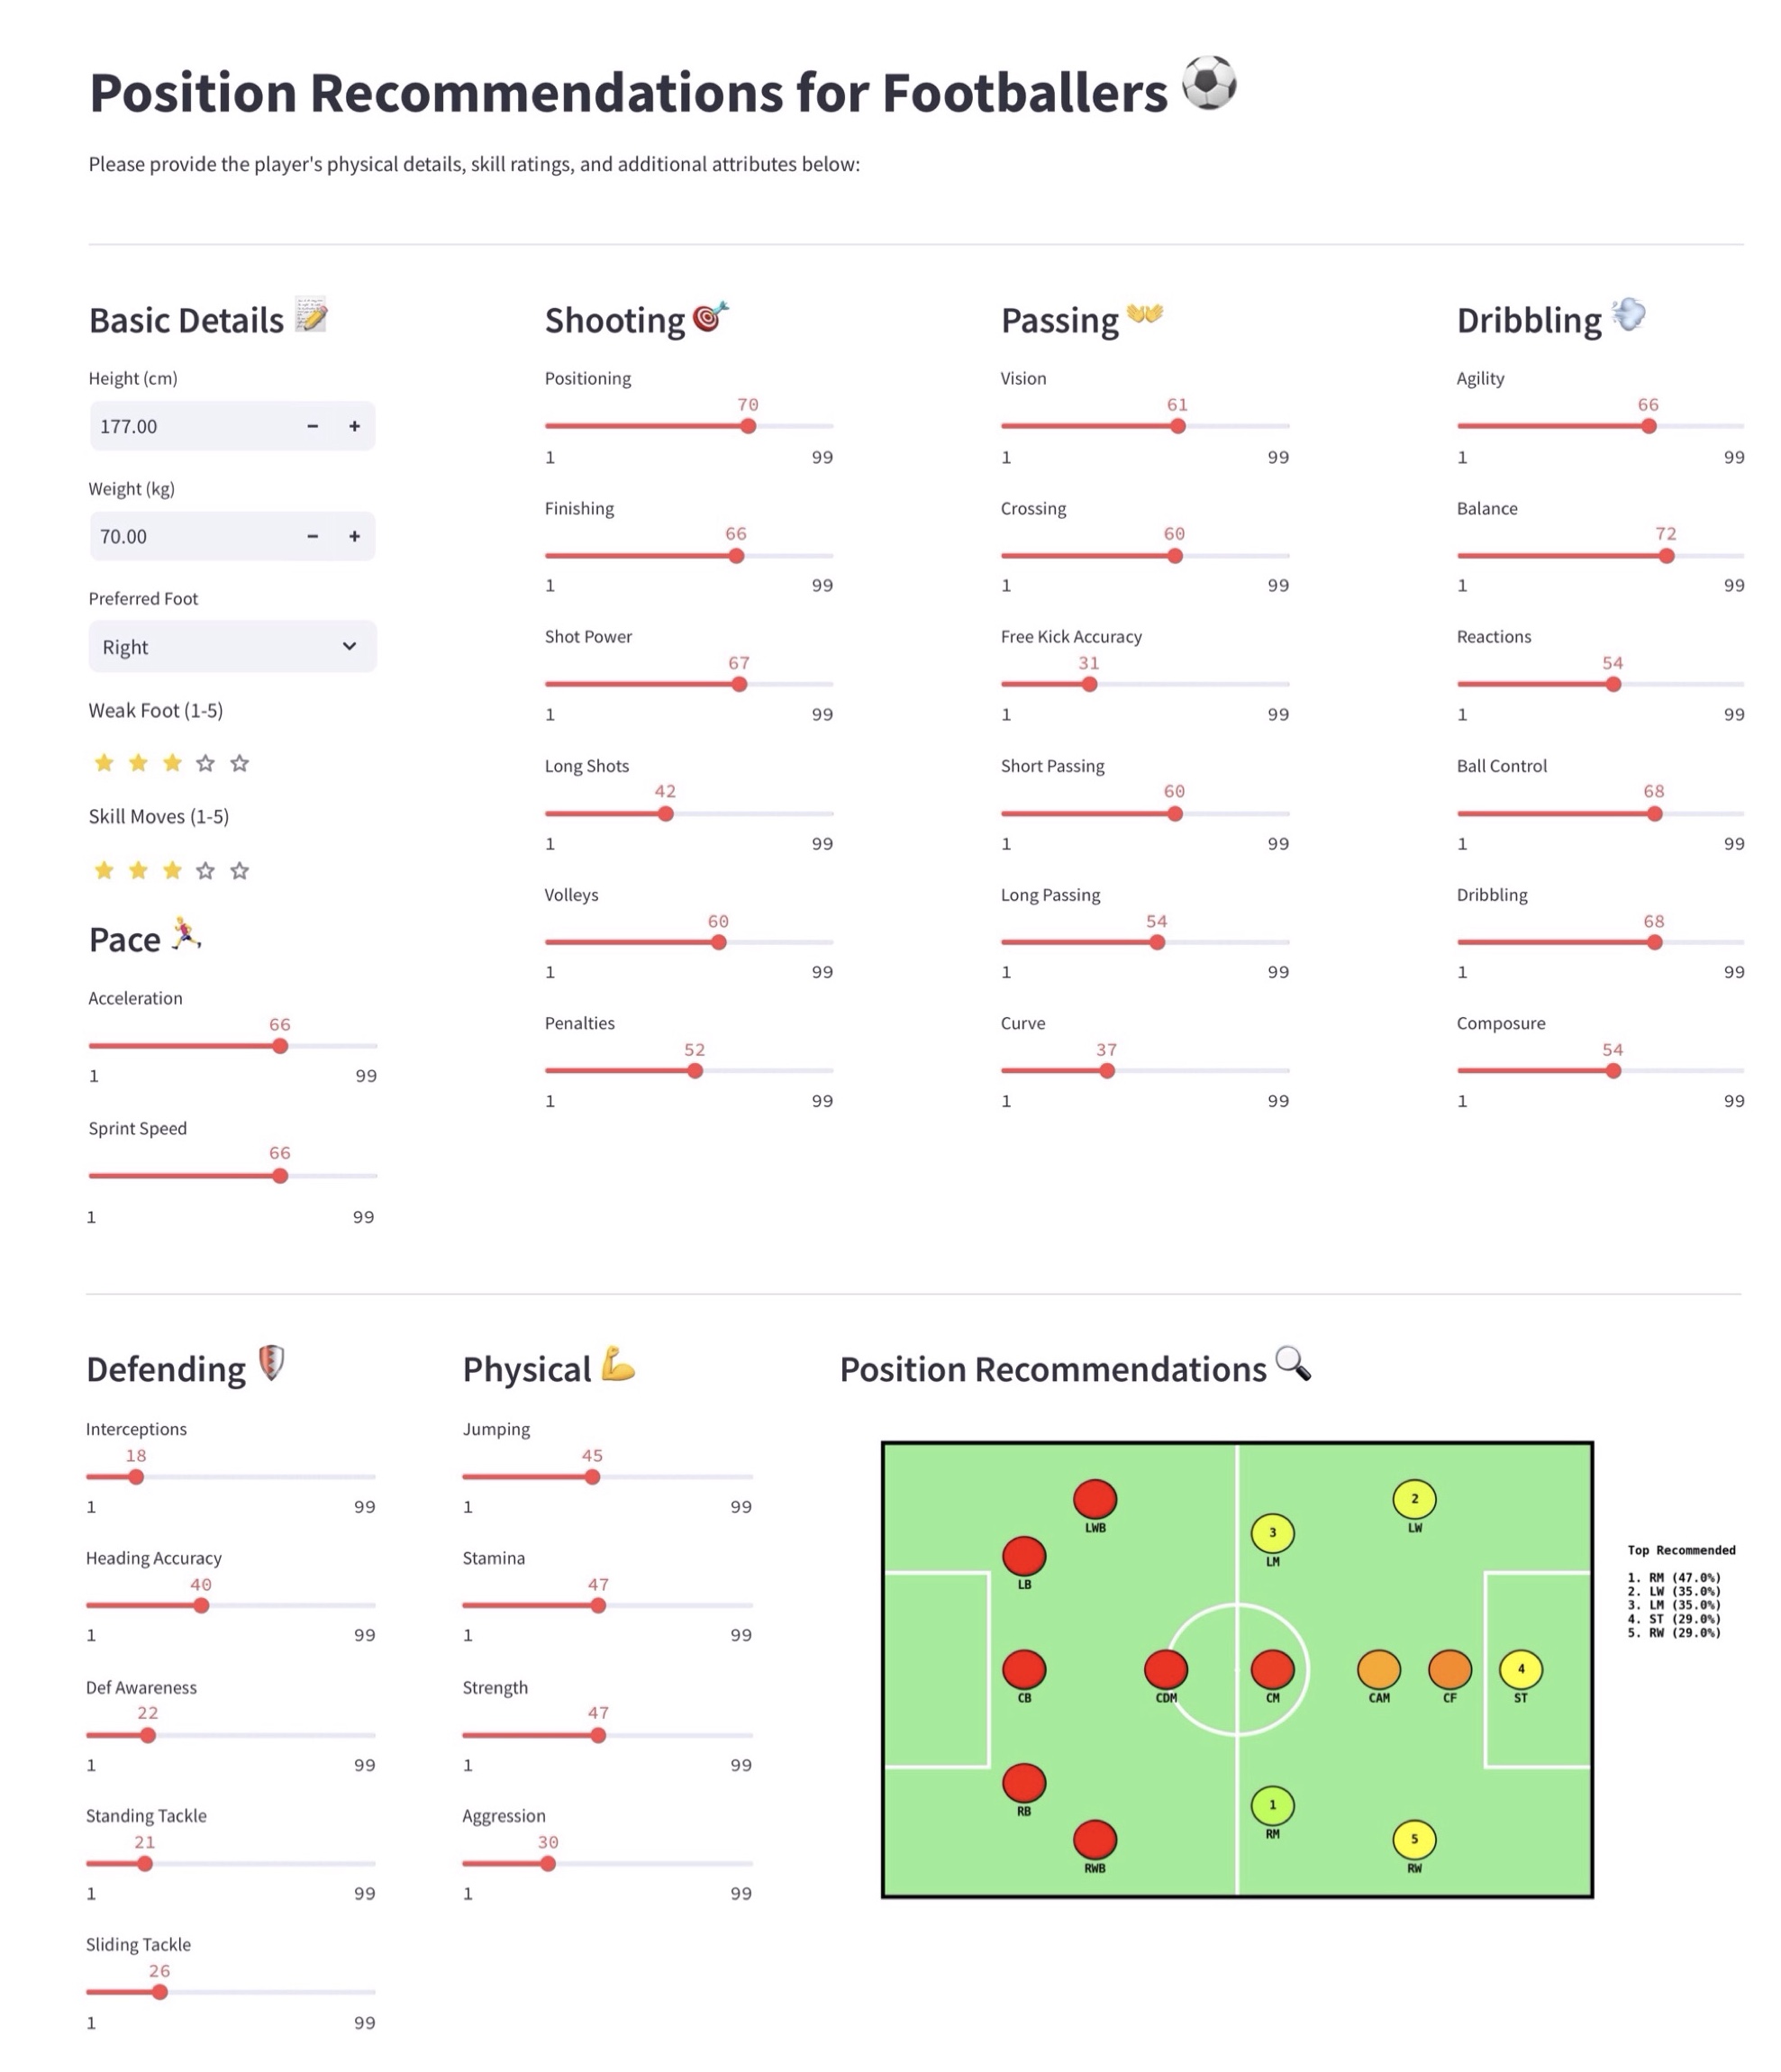 Position Recommendations for Footballers
Please provide the player's physical details, skill ratings, and additional attributes below:
Basic Details
Height (cm)
177.00 - +
Weight (kg)
70.00 - +
Preferred Foot
Right
Weak Foot (1-5)
Skill Moves (1-5)
Pace
Acceleration
66
1 99
Sprint Speed
66
1 99
Shooting
Positioning
70
1 99
Finishing
66
1 99
Shot Power
67
1 99
Long Shots
42
1 99
Volleys
60
1 99
Penalties
52
1 99
Passing
Vision
61
1 99
Crossing
60
1 99
Free Kick Accuracy
31
1 99
Short Passing
60
1 99
Long Passing
54
1 99
Curve
37
1 99
Dribbling
Agility
66
1 99
Balance
72
1 99
Reactions
54
1 99
Ball Control
68
1 99
Dribbling
68
1 99
Composure
54
1 99
Defending
Interceptions
18
1 99
Heading Accuracy
40
1 99
Def Awareness
22
1 99
Standing Tackle
21
1 99
Sliding Tackle
26
1 99
Physical
Jumping
45
1 99
Stamina
47
1 99
Strength
47
1 99
Aggression
30
1 99
Position Recommendations
2
LWB LW
3
LM
LB
4
CB CDM CM CAM CF ST
1
RB
RM
5
RWB RW
Top Recommended
1. RM (47.0%)
2. LW (35.0%)
3. LM (35.0%)
4. ST (29.0%)
5. RW (29.0%)